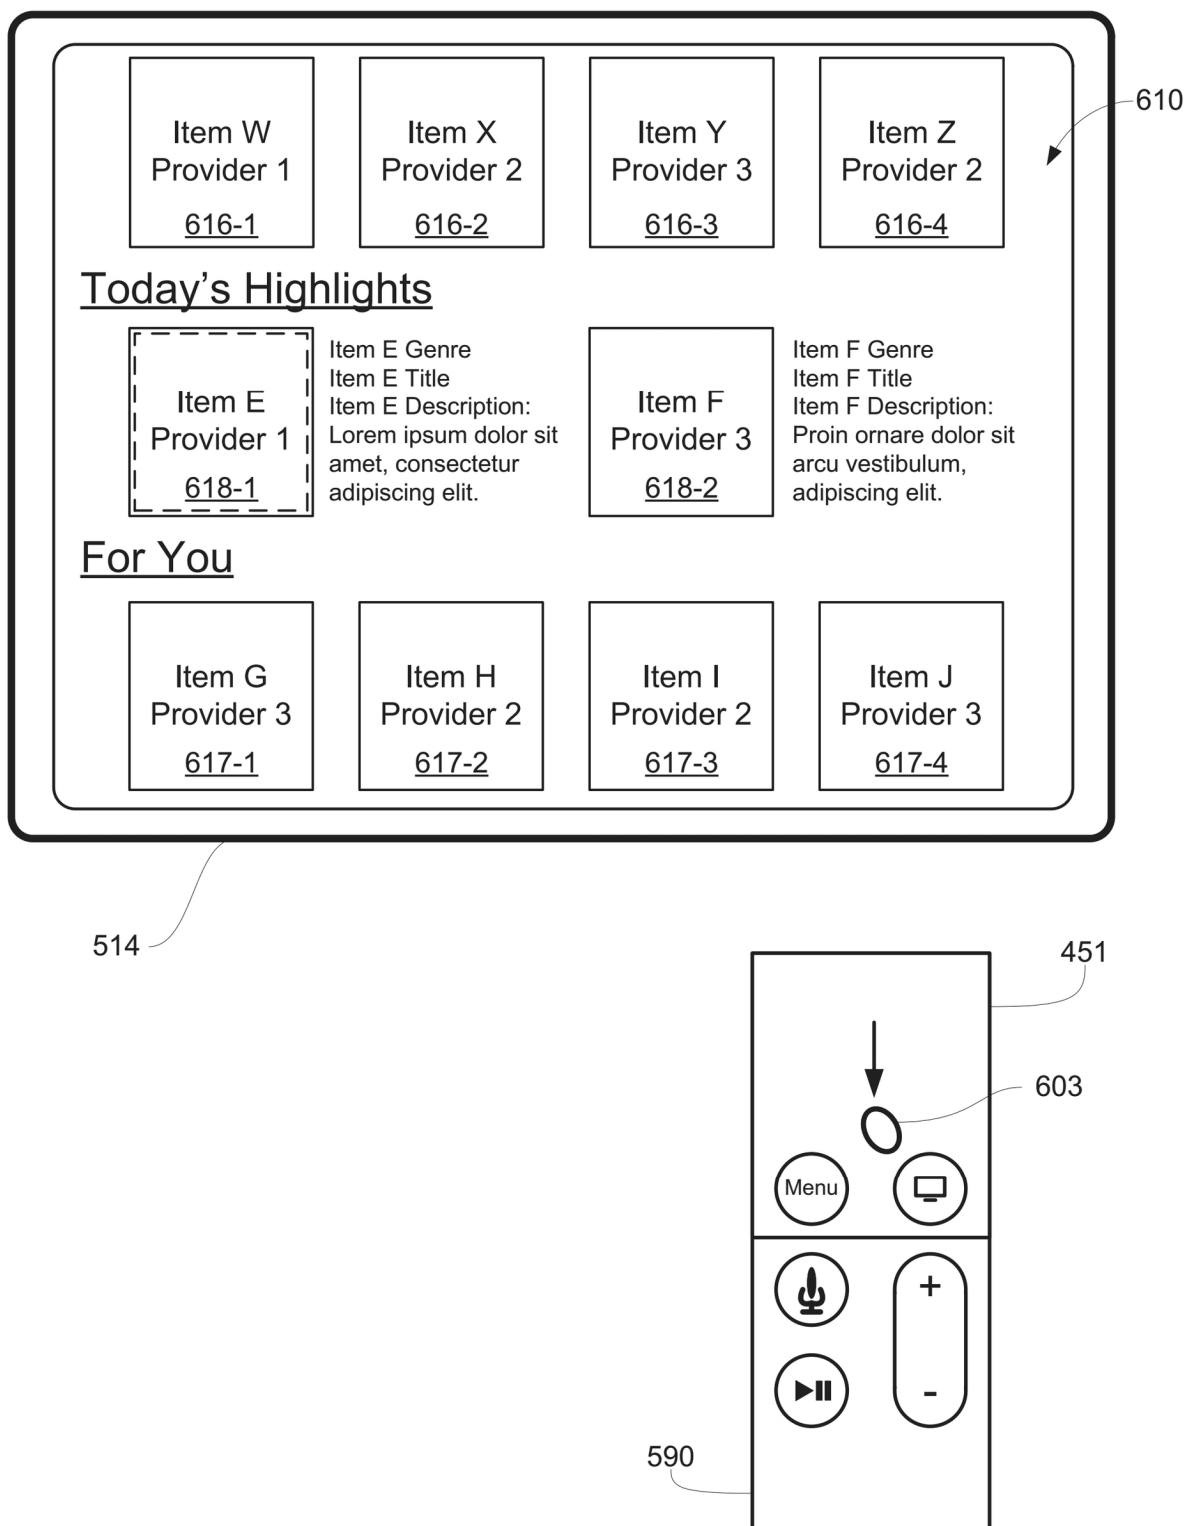 610
Item W
Provider 1
616-1
Item X
Provider 2
616-2
Item Y
Provider 3
616-3
Item Z
Provider 2
616-4
Today's Highlights
Item E
Provider 1
618-1
Item E Genre
Item E Title
Item E Description:
Lorem ipsum dolor sit
amet, consectetur
adipiscing elit.
Item F
Provider 3
618-2
Item F Genre
Item F Title
Item F Description:
Proin ornare dolor sit
arcu vestibulum,
adipiscing elit.
For You
Item G
Provider 3
617-1
Item H
Provider 2
617-2
Item I
Provider 2
617-3
Item J
Provider 3
617-4
514
451
603
Menu
+
-
590